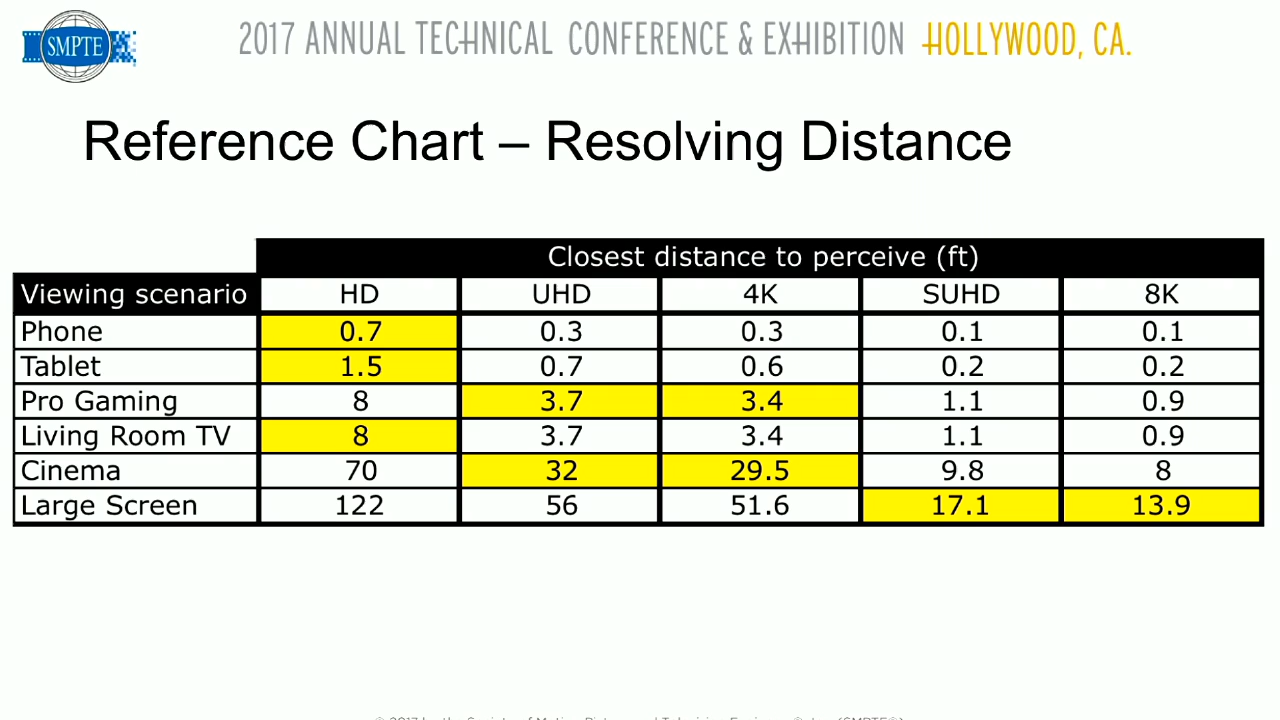 SMPTE
2017 ANNUAL TECHNICAL CONFERENCE & EXHIBITION HOLLYWOOD, CA.
Reference Chart – Resolving Distance
Closest distance to perceive (ft)
Viewing scenario HD UHD 4K SUHD 8K
Phone 0.7 0.3 0.3 0.1 0.1
Tablet 1.5 0.7 0.6 0.2 0.2
Pro Gaming 8 3.7 3.4 1.1 0.9
Living Room TV 8 3.7 3.4 1.1 0.9
Cinema 70 32 29.5 9.8 8
Large Screen 122 56 51.6 17.1 13.9